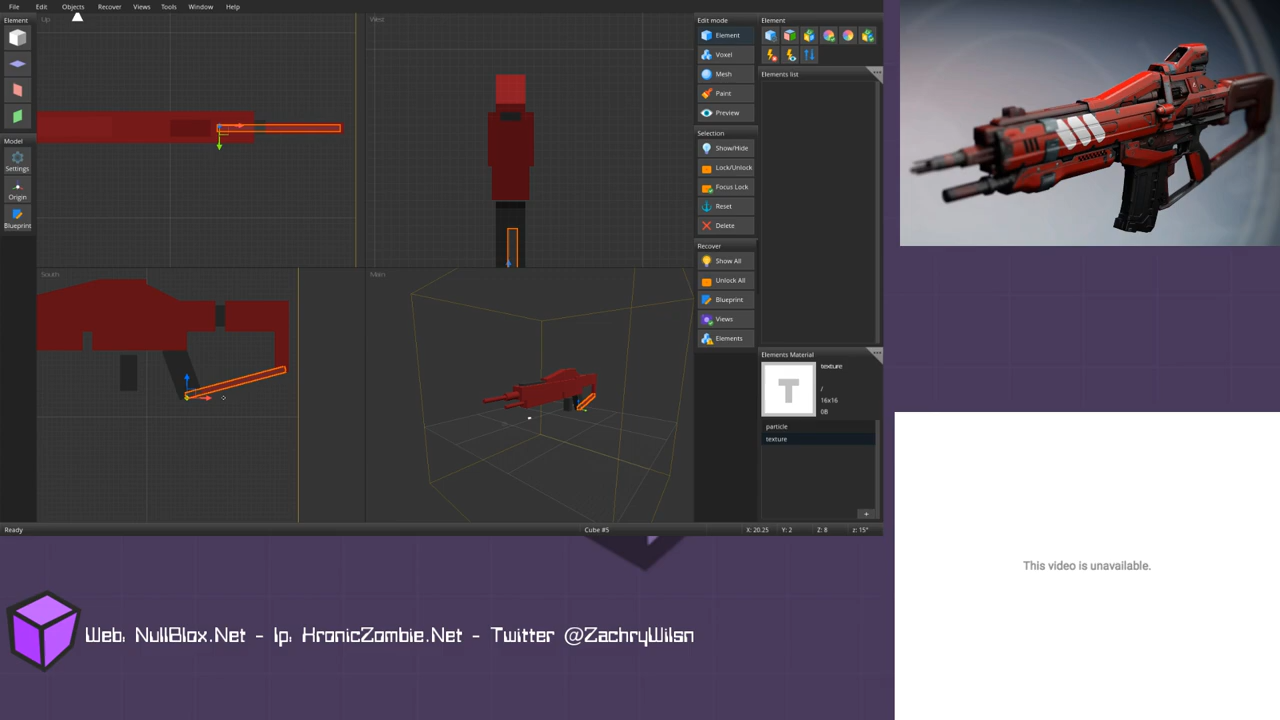 File Edit Objects Recover Views Tools Window Help
Element
Up
West
Edit mode
Element
Element
Voxel
Mesh
Elements list
Paint
Preview
Selection
Model
Show/Hide
Settings
Lock/Unlock
Focus Lock
Origin
Reset
Blueprint
Delete
Recover
Show All
South
Main
Unlock All
Blueprint
Views
Elements
Elements Material
texture
T
/
16x16
0B
particle
texture
+
Ready
Cube #5
X: 20.25 Y: 2 Z: 8 z: 15°
This video is unavailable.
Web: NullBlox.Net - Ip: HronicZombie.Net - Twitter @ZachryWilsn